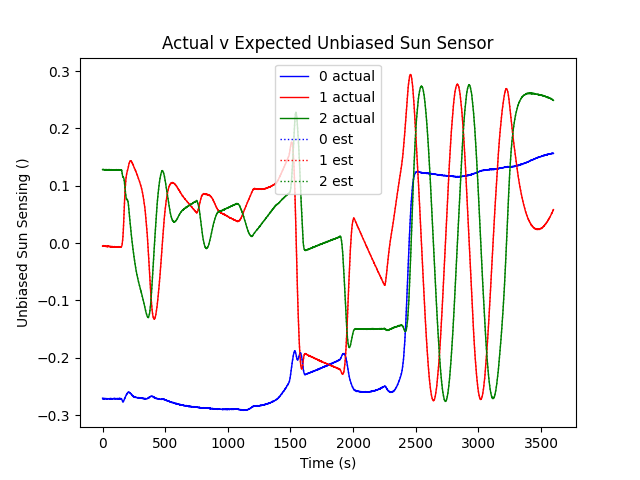 Actual v Expected Unbiased Sun Sensor
Unbiased Sun Sensing ()
0.3
0.2
0.1
0.0
−0.1
−0.2
−0.3
0 actual
1 actual
2 actual
0 est
1 est
2 est
0 500 1000 1500 2000 2500 3000 3500
Time (s)